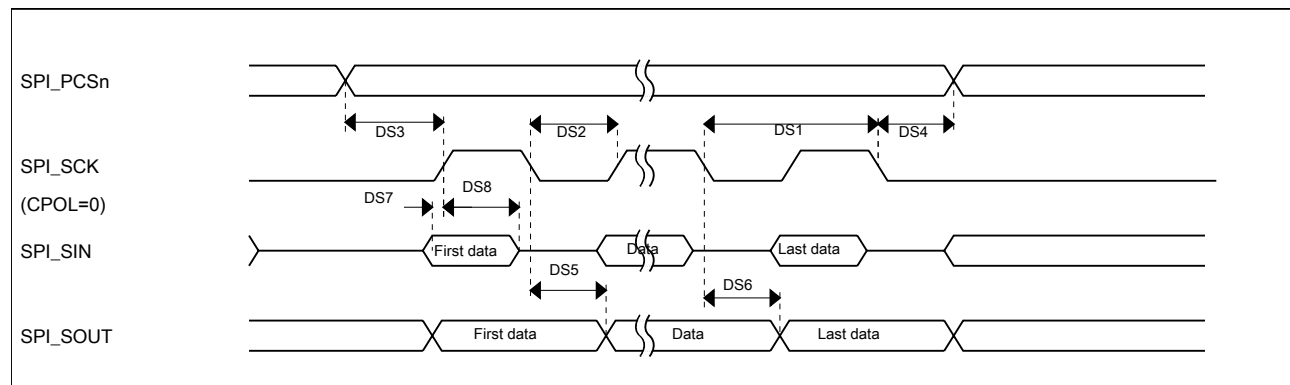 SPI_PCSn
DS3
DS2
DS1
DS4
SPI_SCK
(CPOL=0)
DS7
DS8
SPI_SIN
First data
Data
Last data
DS5
DS6
SPI_SOUT
First data
Data
Last data